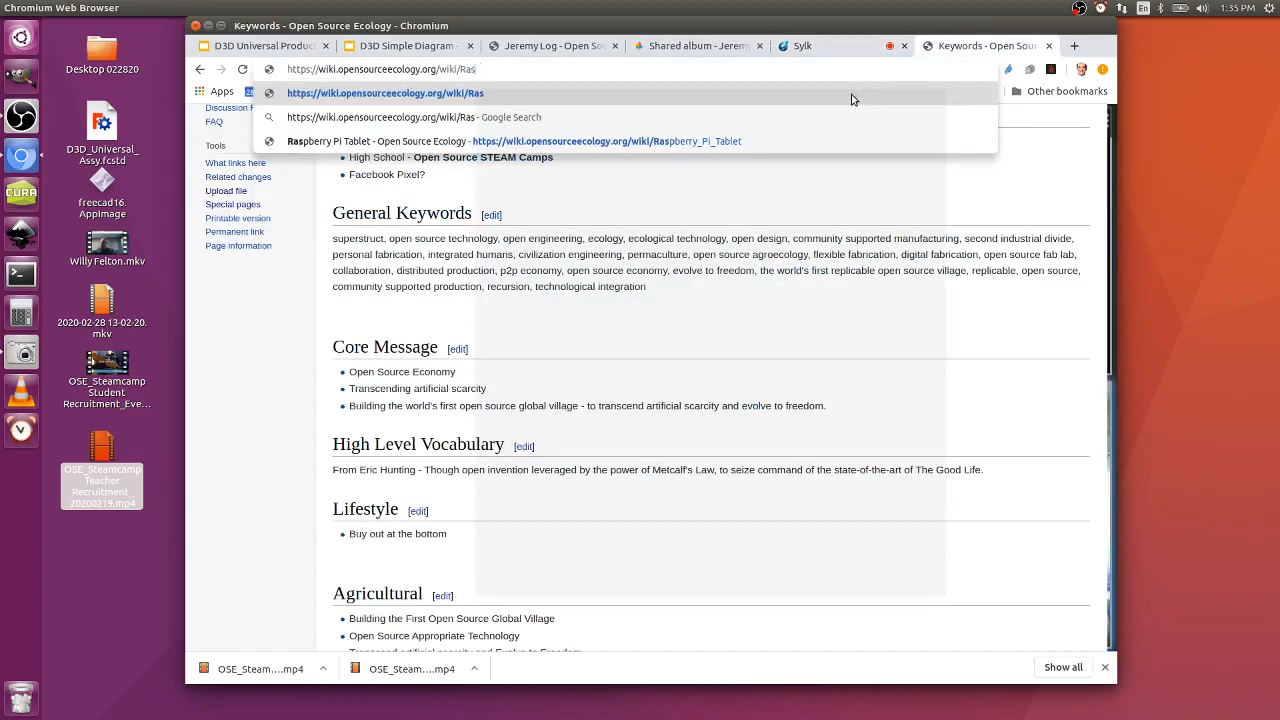 Chromium Web Browser
En
1:35 PM
Keywords - Open Source Ecology - Chromium
D3D Universal Produc
D3D Simple Diagram -
Jeremy Log - Open So
Shared album - Jerem
Sylk
Keywords - Open Sour
https://wiki.opensourceecology.org/wiki/Ras
Apps
Other bookmarks
https://wiki.opensourceecology.org/wiki/Ras
https://wiki.opensourceecology.org/wiki/Ras - Google Search
Raspberry Pi Tablet - Open Source Ecology - https://wiki.opensourceecology.org/wiki/Raspberry_Pi_Tablet
Discussion F
FAQ
Tools
What links here
Related changes
Upload file
Special pages
Printable version
Permanent link
Page information
High School - Open Source STEAM Camps
Facebook Pixel?
General Keywords [edit]
superstruct, open source technology, open engineering, ecology, ecological technology, open design, community supported manufacturing, second industrial divide,
personal fabrication, integrated humans, civilization engineering, permaculture, open source agroecology, flexible fabrication, digital fabrication, open source fab lab,
collaboration, distributed production, p2p economy, open source economy, evolve to freedom, the world's first replicable open source village, replicable, open source,
community supported production, recursion, technological integration
Core Message [edit]
Open Source Economy
Transcending artificial scarcity
Building the world's first open source global village - to transcend artificial scarcity and evolve to freedom.
High Level Vocabulary [edit]
From Eric Hunting - Though open invention leveraged by the power of Metcalf's Law, to seize command of the state-of-the-art of The Good Life.
Lifestyle [edit]
Buy out at the bottom
Agricultural [edit]
Building the First Open Source Global Village
Open Source Appropriate Technology
OSE_Steam....mp4
OSE_Steam....mp4
Show all
Desktop 022820
D3D_Universal_
Assy.fcstd
freecad16.
AppImage
WillyFelton.mkv
2020-02-28 13-02-20.
mkv
OSE_Steamcamp
Student
Recruitment_Eve...
OSE_Steamcamp
Teacher
Recruitment_
20200219.mp4
CURA